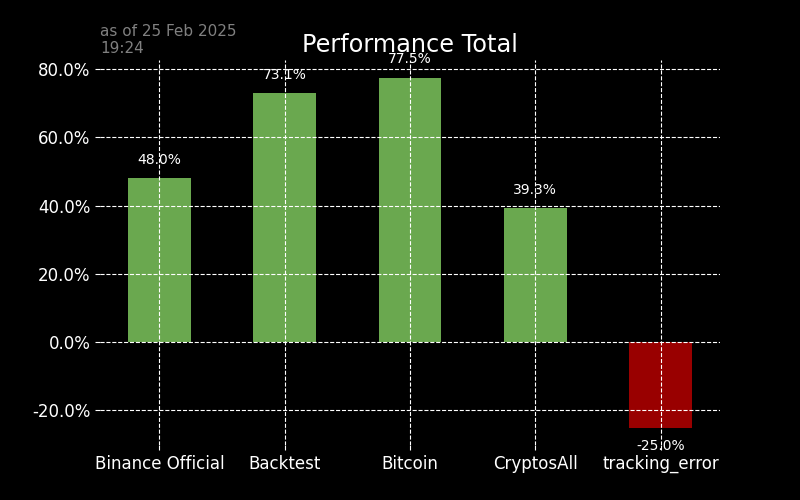 as of 25 Feb 2025
19:24
Performance Total
80.0%
60.0%
40.0%
20.0%
0.0%
-20.0%
48.0%
73.1%
77.5%
39.3%
-25.0%
Binance Official
Backtest
Bitcoin
CryptosAll
tracking_error